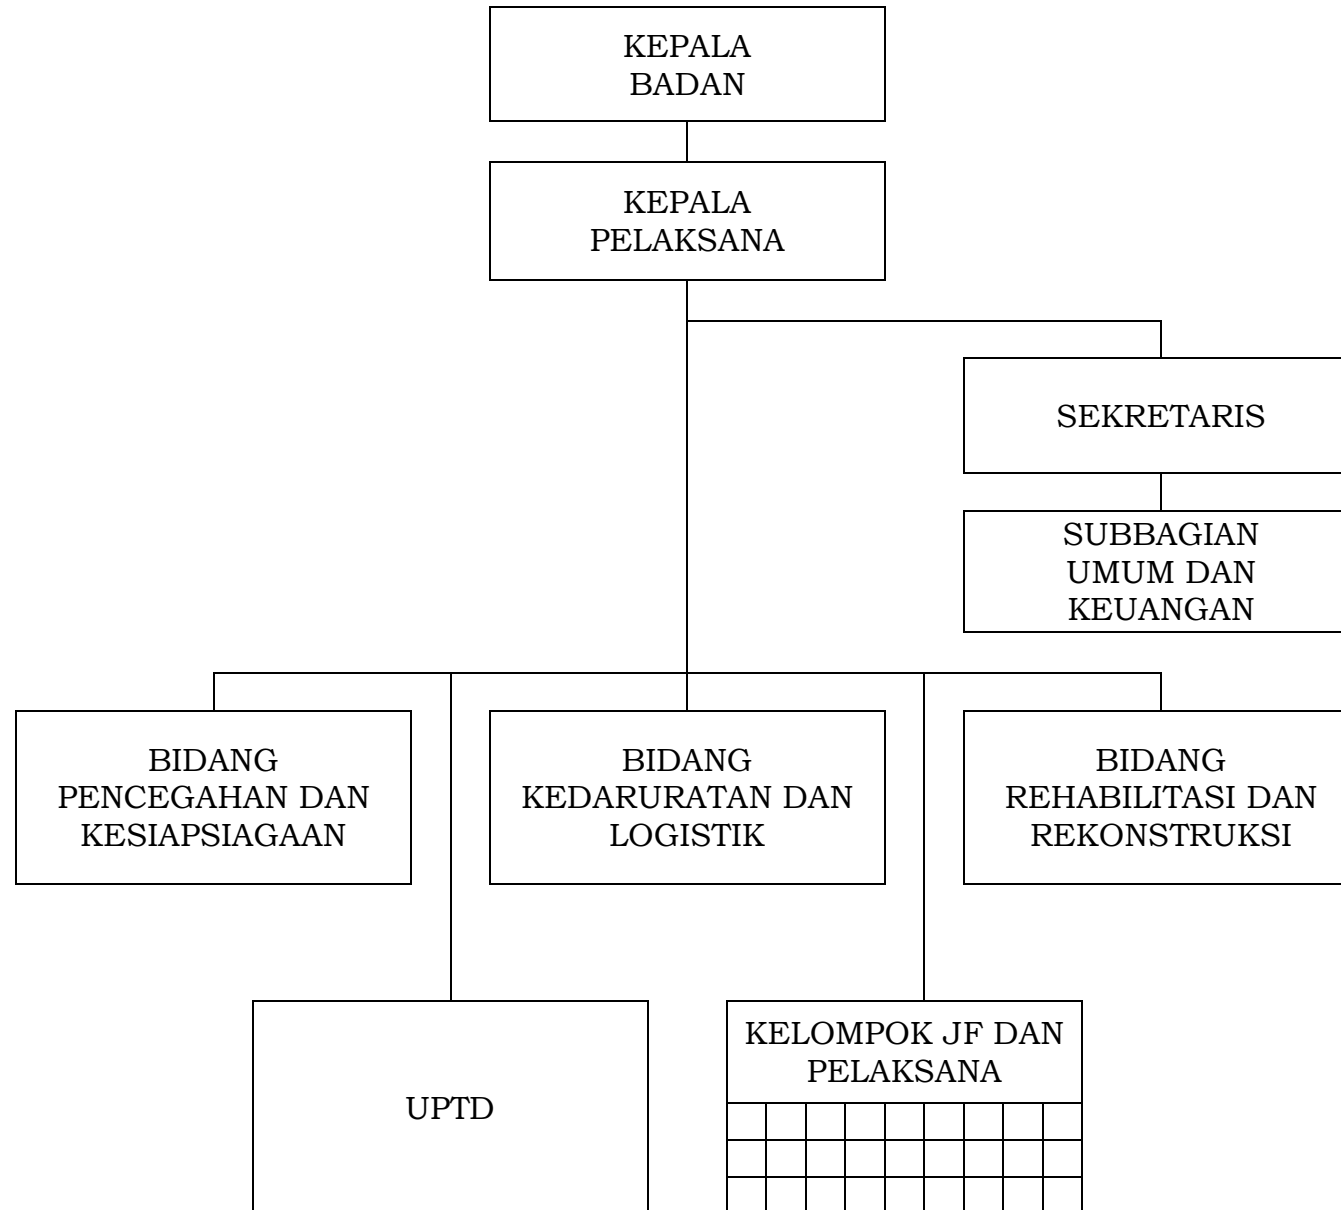 KEPALA
BADAN
KEPALA
PELAKSANA
SEKRETARIS
SUBBAGIAN
UMUM DAN
KEUANGAN
BIDANG
PENCEGAHAN DAN
KESIAPSIAGAAN
BIDANG
KEDARURATAN DAN
LOGISTIK
BIDANG
REHABILITASI DAN
REKONSTRUKSI
UPTD
KELOMPOK JF DAN
PELAKSANA